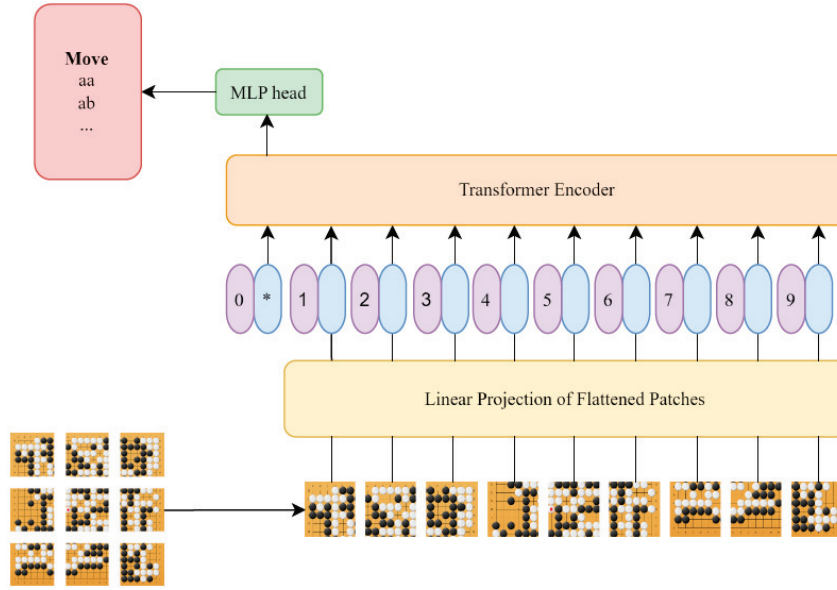 Move
aa
ab
...
MLP head
Transformer Encoder
0 * 1 2 3 4 5 6 7 8 9
Linear Projection of Flattened Patches